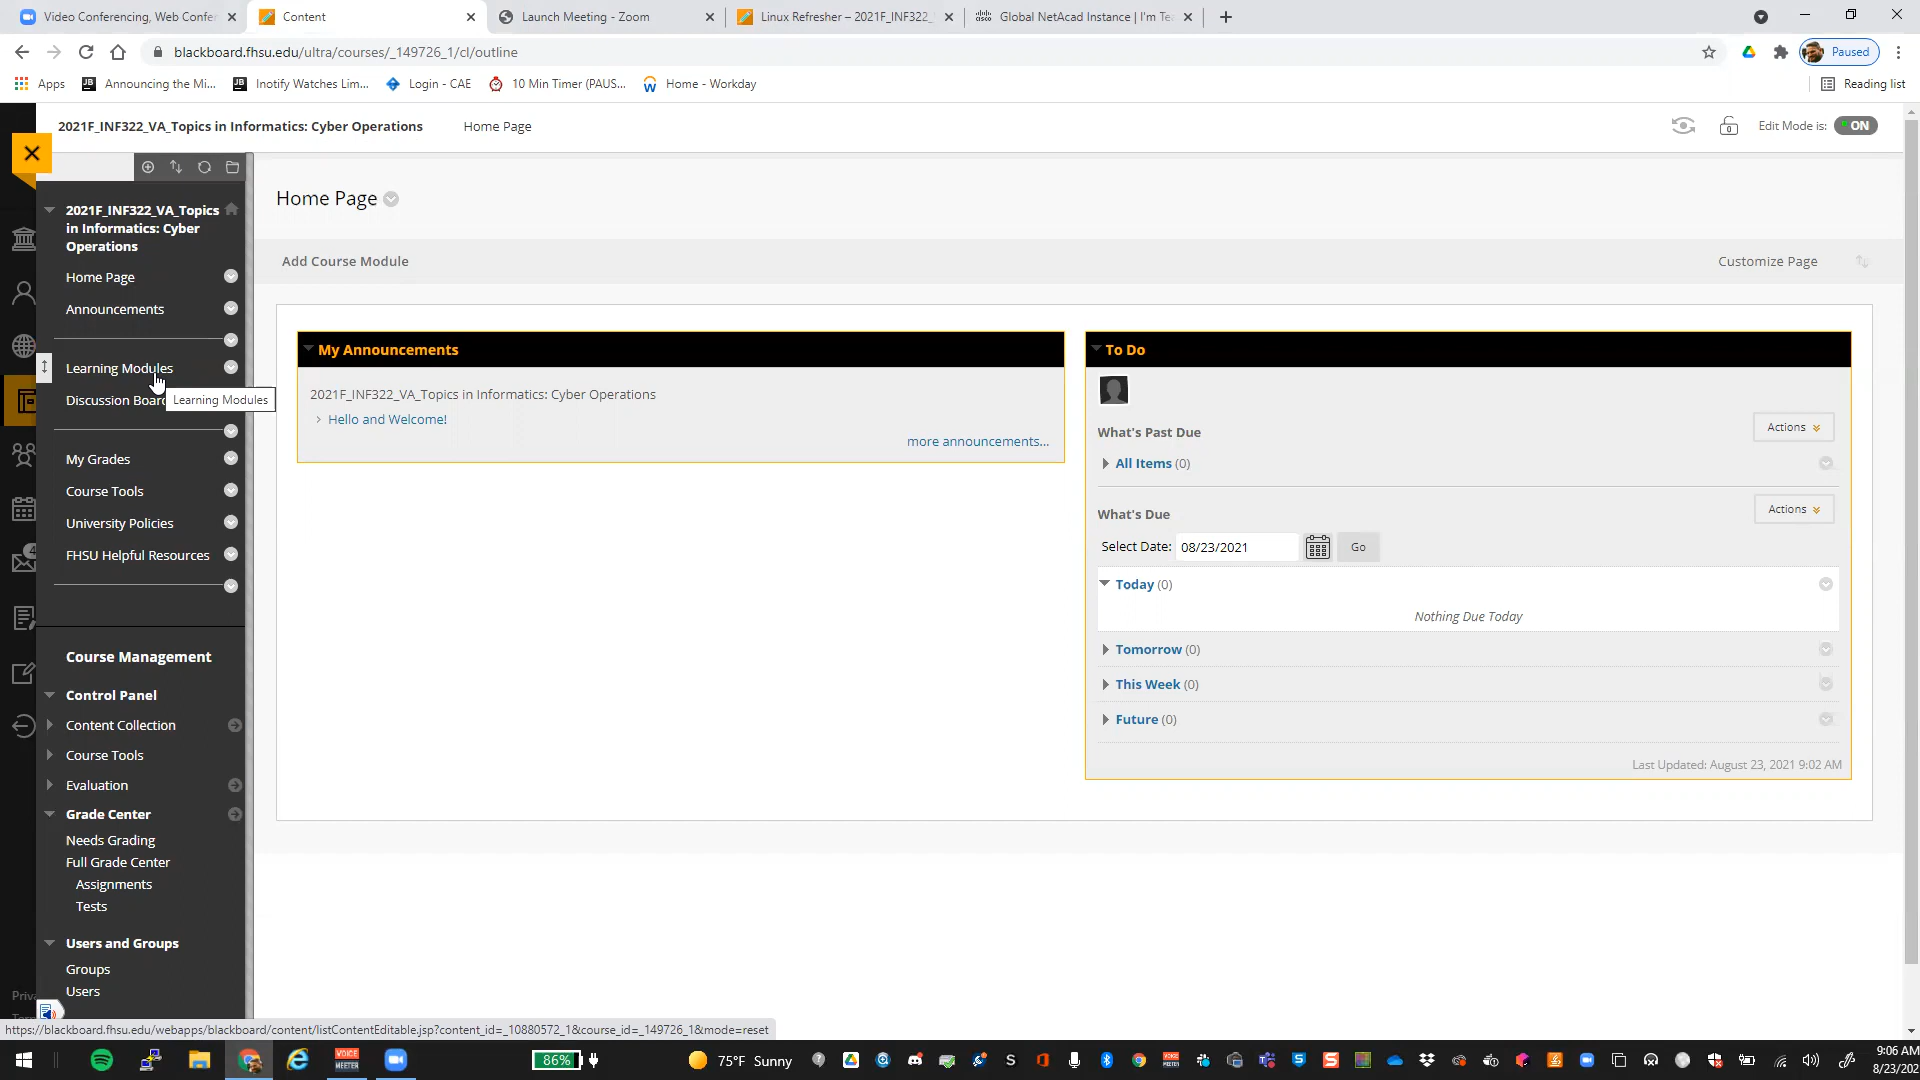 Video Conferencing, Web Confer
Content
Launch Meeting - Zoom
Linux Refresher – 2021F_INF322_
Global NetAcad Instance | I'm Te
blackboard.fhsu.edu/ultra/courses/_149726_1/cl/outline
Paused
Apps
Announcing the Mi...
Inotify Watches Lim...
Login - CAE
10 Min Timer (PAUS...
Home - Workday
Reading list
2021F_INF322_VA_Topics in Informatics: Cyber Operations
Home Page
Edit Mode is:
ON
2021F_INF322_VA_Topics
in Informatics: Cyber
Operations
Home Page
Announcements
Learning Modules
Discussion Board
Learning Modules
My Grades
Course Tools
University Policies
FHSU Helpful Resources
Course Management
Control Panel
Content Collection
Course Tools
Evaluation
Grade Center
Needs Grading
Full Grade Center
Assignments
Tests
Users and Groups
Groups
Users
Home Page
Add Course Module
Customize Page
My Announcements
2021F_INF322_VA_Topics in Informatics: Cyber Operations
Hello and Welcome!
more announcements...
To Do
What's Past Due
Actions
All Items (0)
What's Due
Actions
Select Date:
08/23/2021
Go
Today (0)
Nothing Due Today
Tomorrow (0)
This Week (0)
Future (0)
Last Updated: August 23, 2021 9:02 AM
4
Priva
https://blackboard.fhsu.edu/webapps/blackboard/content/listContentEditable.jsp?content_id=_10880572_1&course_id=_149726_1&mode=reset
VOICE
MEETER
86%
75°F Sunny
9:06 AM
8/23/202